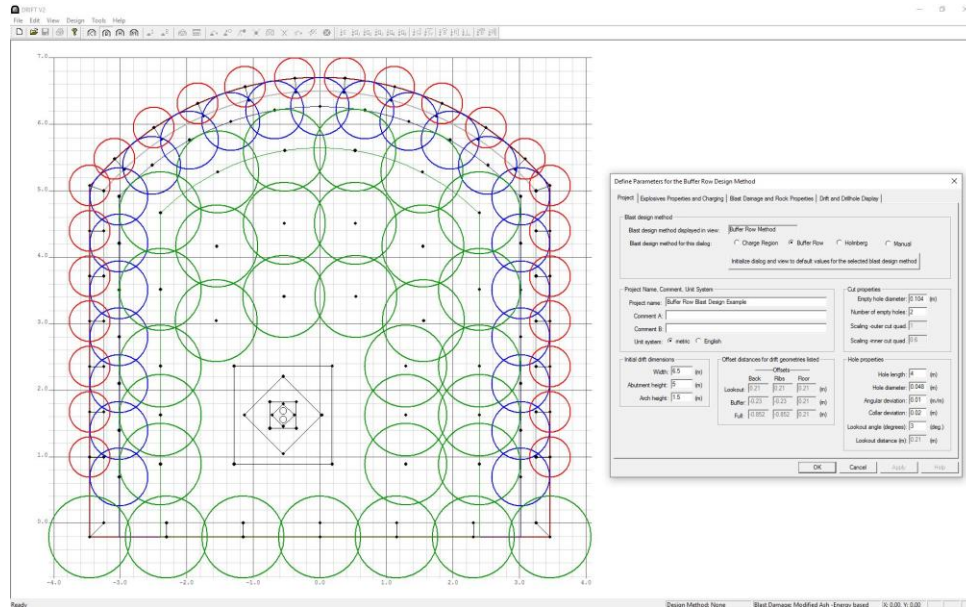 DRIFT V2
File Edit View Design Tools Help
7.0
6.0
5.0
4.0
3.0
2.0
1.0
0.0
-4.0 -3.0 -2.0 -1.0 0.0 1.0 2.0 3.0 4.0
Define Parameters for the Buffer Row Design Method
Project Explosives Properties and Charging Blast Damage and Rock Properties Drift and Drillhole Display
Blast design method
Blast design method displayed in view: Buffer Row Method
Blast design method for this dialog: Charge Region Buffer Row Holmberg Manual
Initialize dialog and view to default values for the selected blast design method
Project Name, Comment, Unit System
Project name: Buffer Row Blast Design Example
Comment A:
Comment B:
Unit system: metric English
Cut properties
Empty hole diameter: 0.104 (m)
Number of empty holes: 2
Scaling -outer cut quad. 1
Scaling -inner cut quad. 0.6
Initial drift dimensions
Width: 6.5 (m)
Abutment height: 5 (m)
Arch height: 1.5 (m)
Offset distances for drift geometries listed
Offsets
Back Ribs Floor
Lookout: 0.21 0.21 0.21 (m)
Buffer: -0.23 -0.23 0.21 (m)
Full: -0.852 -0.852 0.21 (m)
Hole properties
Hole length: 4 (m)
Hole diameter: 0.048 (m)
Angular deviation: 0.01 (m/m)
Collar deviation: 0.02 (m)
Lookout angle (degrees): 3 (deg.)
Lookout distance (m): 0.21 (m)
OK Cancel Apply Help
Ready
Design Method: None Blast Damage: Modified Ash -Energy based X: 0.00 Y: 0.00